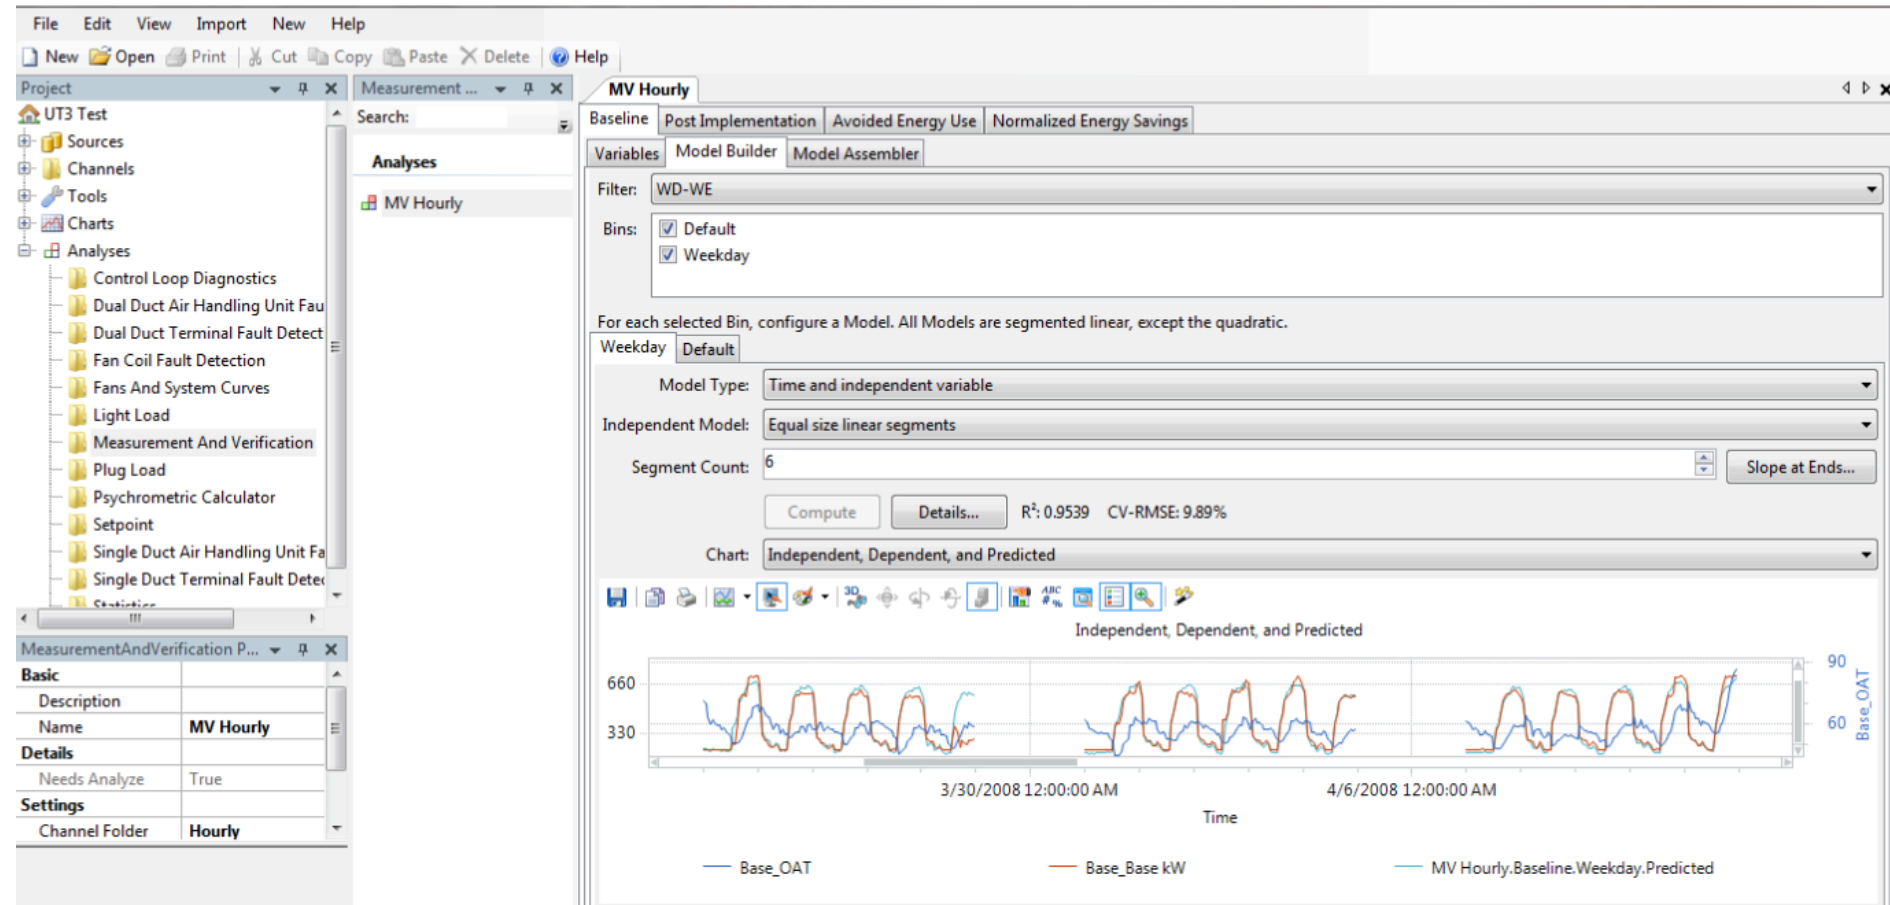 File Edit View Import New Help
New Open Print Cut Copy Paste Delete Help
Project
UT3 Test
Sources
Channels
Tools
Charts
Analyses
Control Loop Diagnostics
Dual Duct Air Handling Unit Fau
Dual Duct Terminal Fault Detect
Fan Coil Fault Detection
Fans And System Curves
Light Load
Measurement And Verification
Plug Load
Psychrometric Calculator
Setpoint
Single Duct Air Handling Unit Fa
Single Duct Terminal Fault Detec
Statistics
MeasurementAndVerification P...
Basic
Description
Name MV Hourly
Details
Needs Analyze True
Settings
Channel Folder Hourly
Measurement ...
Search:
Analyses
MV Hourly
MV Hourly
Baseline Post Implementation Avoided Energy Use Normalized Energy Savings
Variables Model Builder Model Assembler
Filter: WD-WE
Bins: Default
Weekday
For each selected Bin, configure a Model. All Models are segmented linear, except the quadratic.
Weekday Default
Model Type: Time and independent variable
Independent Model: Equal size linear segments
Segment Count: 6 Slope at Ends...
Compute Details... R²: 0.9539 CV-RMSE: 9.89%
Chart: Independent, Dependent, and Predicted
3D ABC #.%
Independent, Dependent, and Predicted
660 90
330 60
Base_OAT
3/30/2008 12:00:00 AM 4/6/2008 12:00:00 AM
Time
Base_OAT Base_Base kW MV Hourly.Baseline.Weekday.Predicted